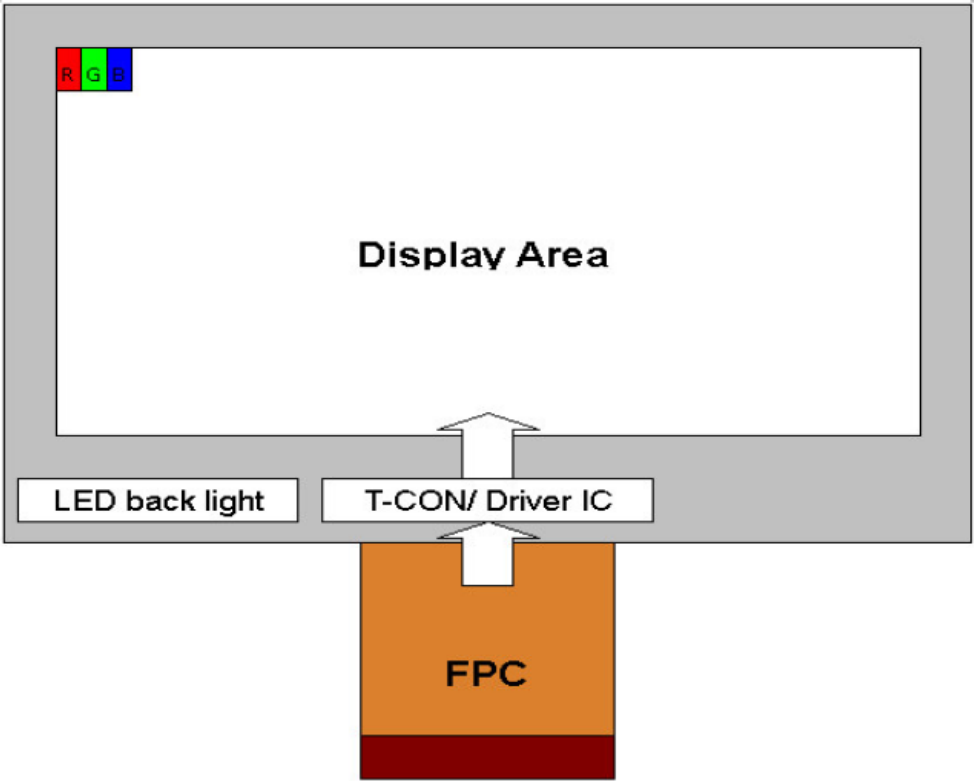 R G B
Display Area
LED back light
T-CON/ Driver IC
FPC